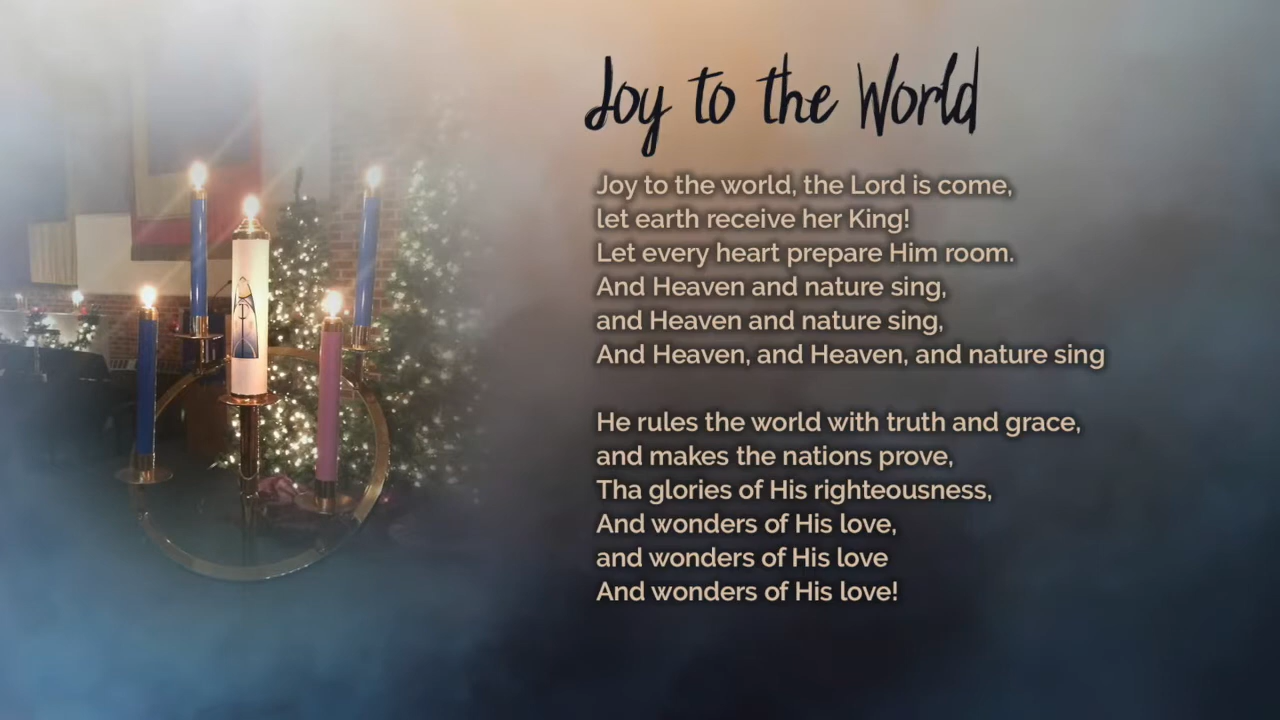 Joy to the World
Joy to the world, the Lord is come,
let earth receive her King!
Let every heart prepare Him room.
And Heaven and nature sing,
and Heaven and nature sing,
And Heaven, and Heaven, and nature sing
He rules the world with truth and grace,
and makes the nations prove,
Tha glories of His righteousness,
And wonders of His love,
and wonders of His love
And wonders of His love!